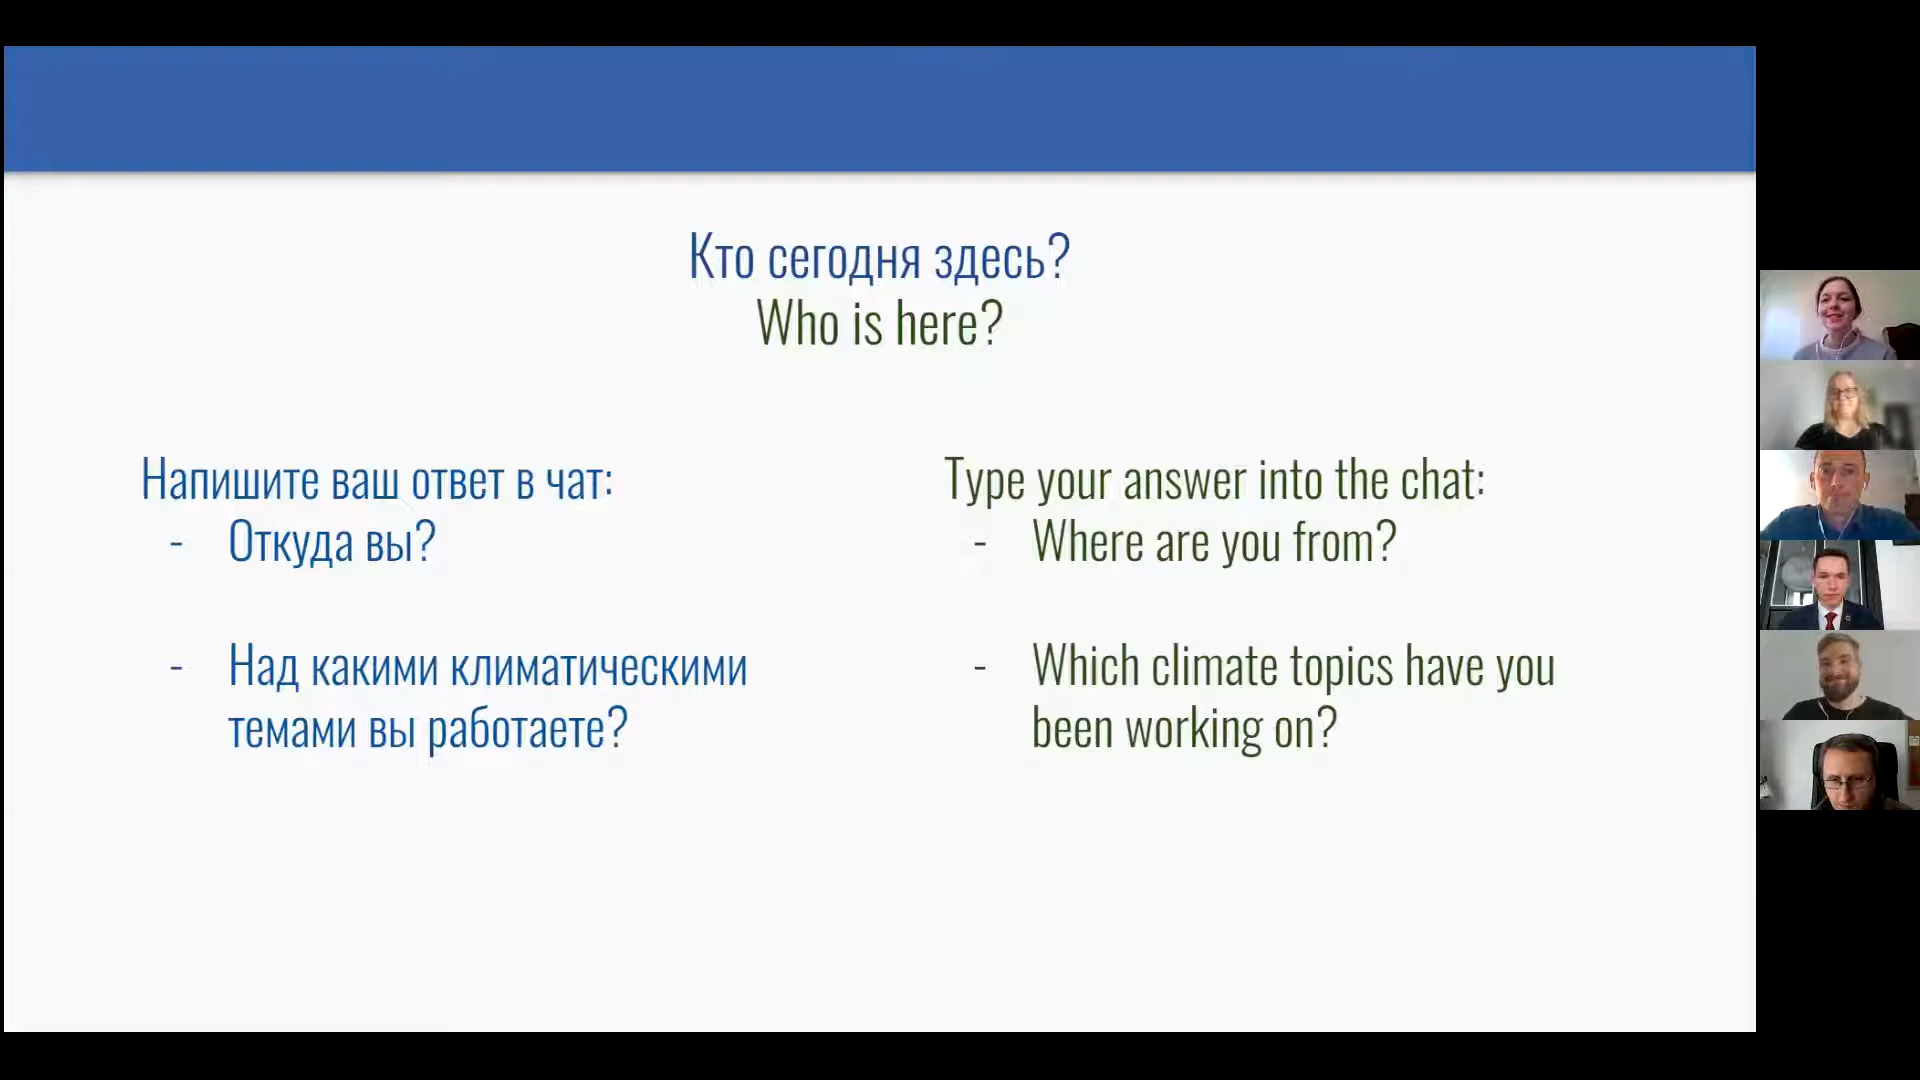 Кто сегодня здесь?
Who is here?
Напишите ваш ответ в чат:
- Откуда вы?
- Над какими климатическими
темами вы работаете?
Type your answer into the chat:
- Where are you from?
- Which climate topics have you
been working on?